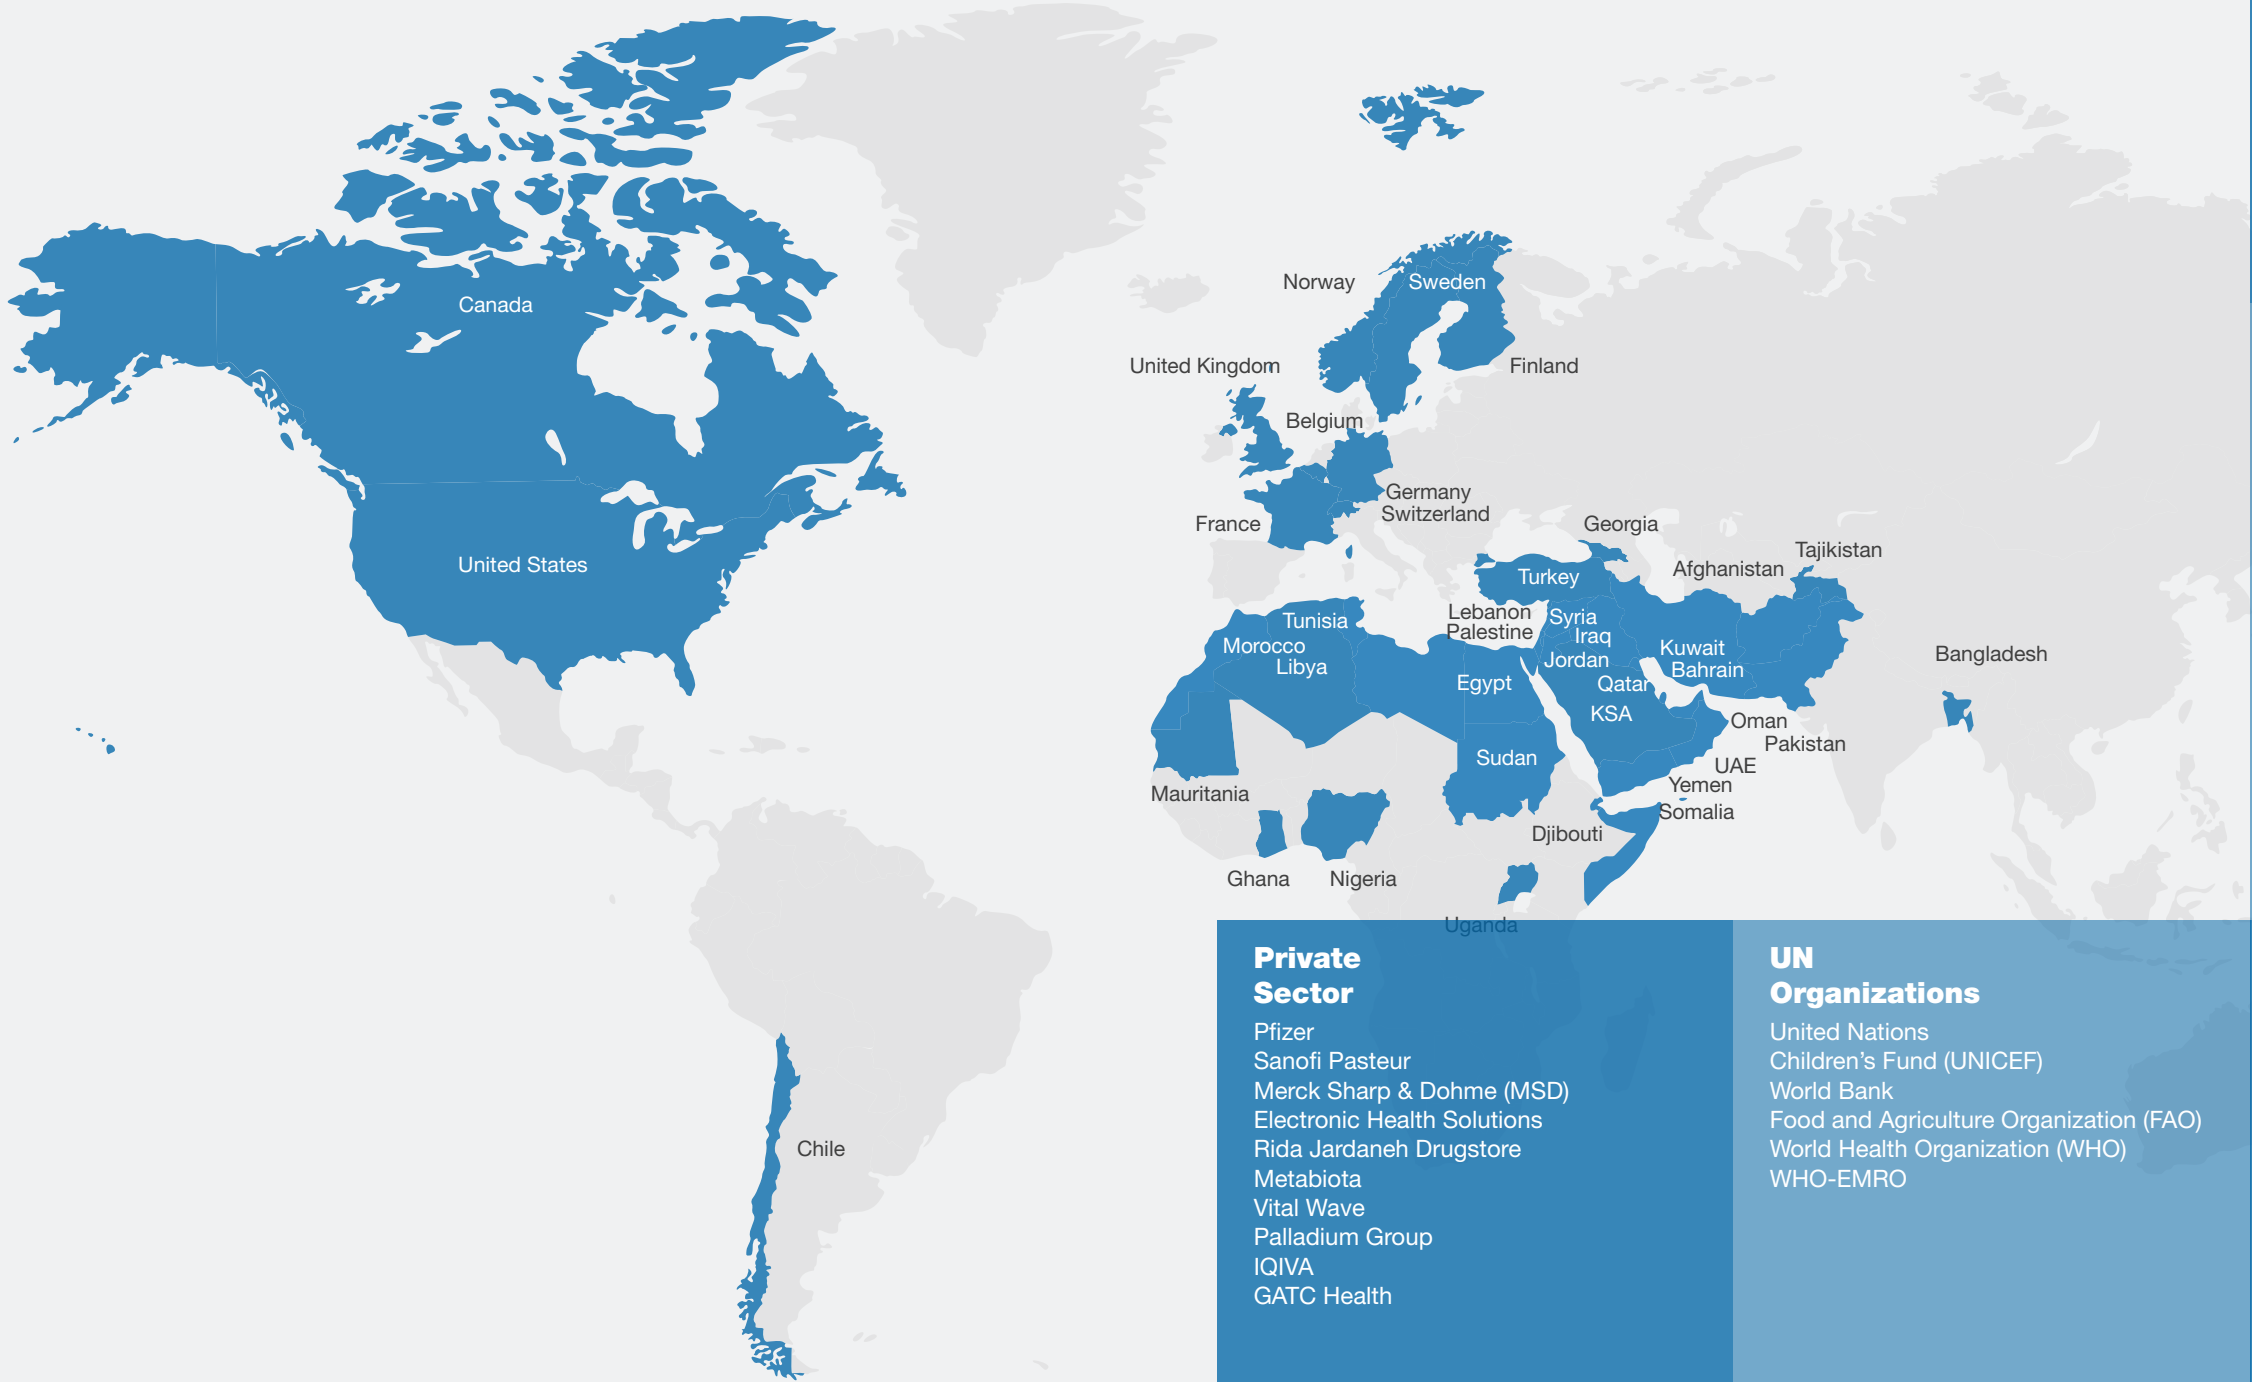 Canada
United States
Norway
Sweden
United Kingdom
Finland
Belgium
Germany
Switzerland
France
Georgia
Tajikistan
Afghanistan
Turkey
Lebanon
Syria
Tunisia
Palestine
Iraq
Morocco
Kuwait
Bangladesh
Libya
Jordan
Bahrain
Egypt
Qatar
KSA
Oman
Pakistan
Sudan
UAE
Yemen
Mauritania
Somalia
Djibouti
Ghana
Nigeria
Uganda
Chile
Private
Sector
Pfizer
Sanofi Pasteur
Merck Sharp & Dohme (MSD)
Electronic Health Solutions
Rida Jardaneh Drugstore
Metabiota
Vital Wave
Palladium Group
IQIVA
GATC Health
UN
Organizations
United Nations
Children’s Fund (UNICEF)
World Bank
Food and Agriculture Organization (FAO)
World Health Organization (WHO)
WHO-EMRO